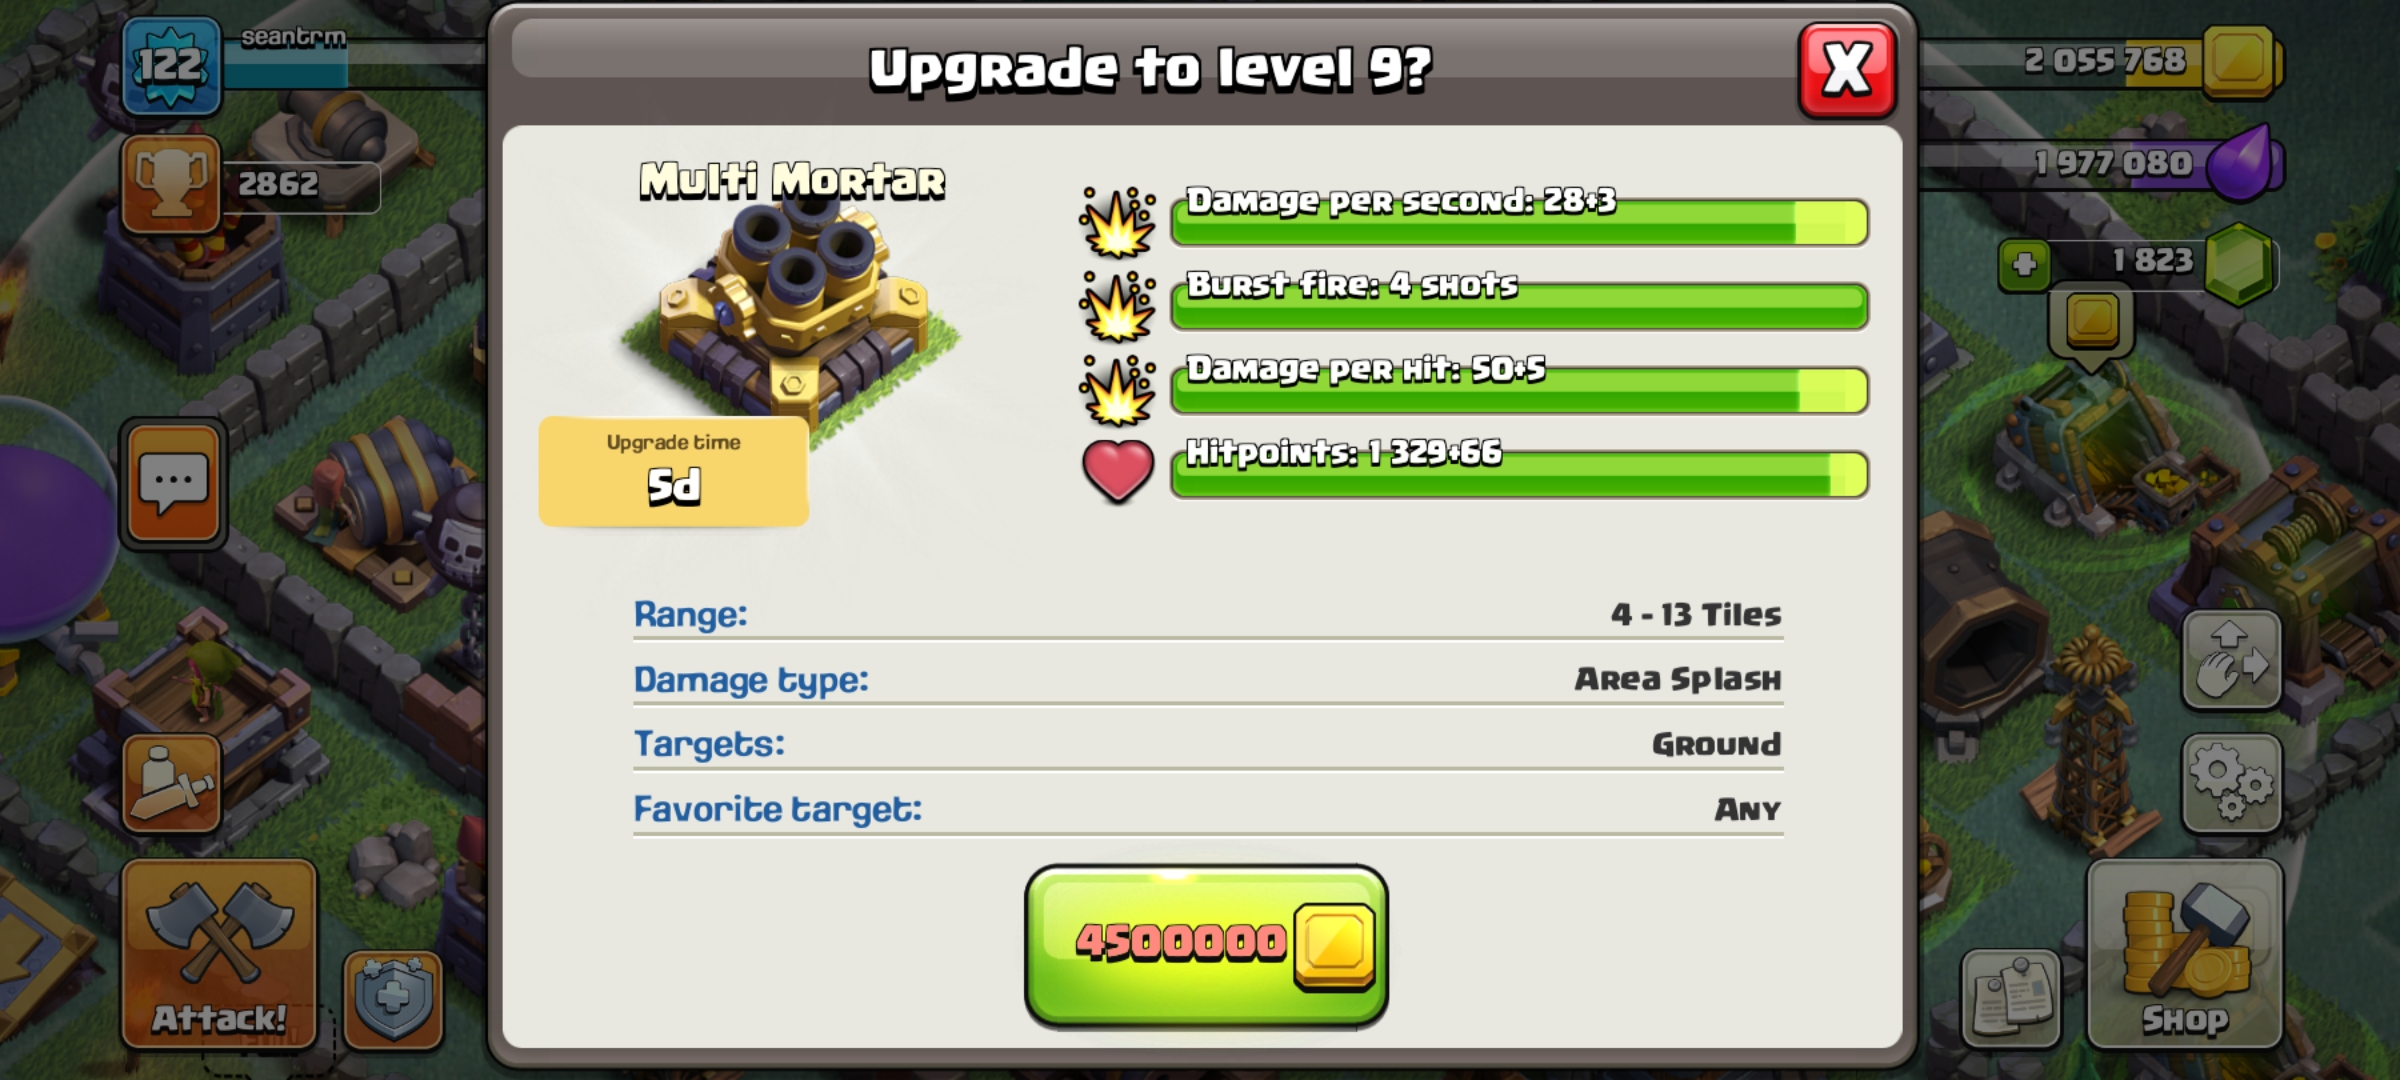 122
seantrm
2862
Upgrade to level 9?
X
2 055 768
1 977 080
1 823
Multi Mortar
Upgrade time
5d
Damage per second: 28+3
Burst fire: 4 shots
Damage per hit: 50+5
Hitpoints: 1 329+66
Range: 4 - 13 Tiles
Damage type: Area Splash
Targets: Ground
Favorite target: Any
4500000
Attack!
Shop